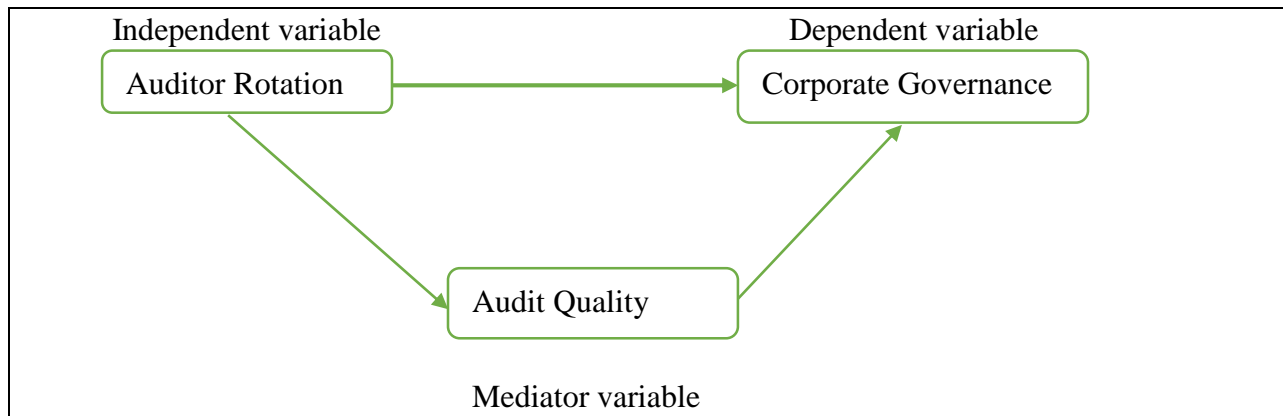 Independent variable
Dependent variable
Auditor Rotation
Corporate Governance
Audit Quality
Mediator variable